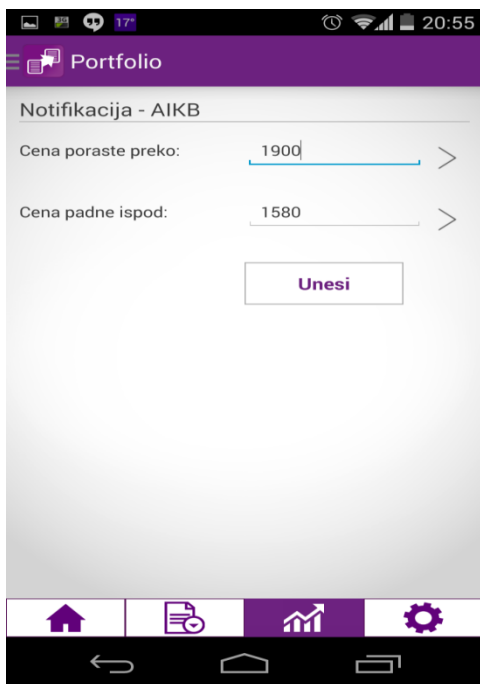 17° 20:55
Portfolio
Notifikacija - AIKB
Cena poraste preko: 1900
Cena padne ispod: 1580
Unesi